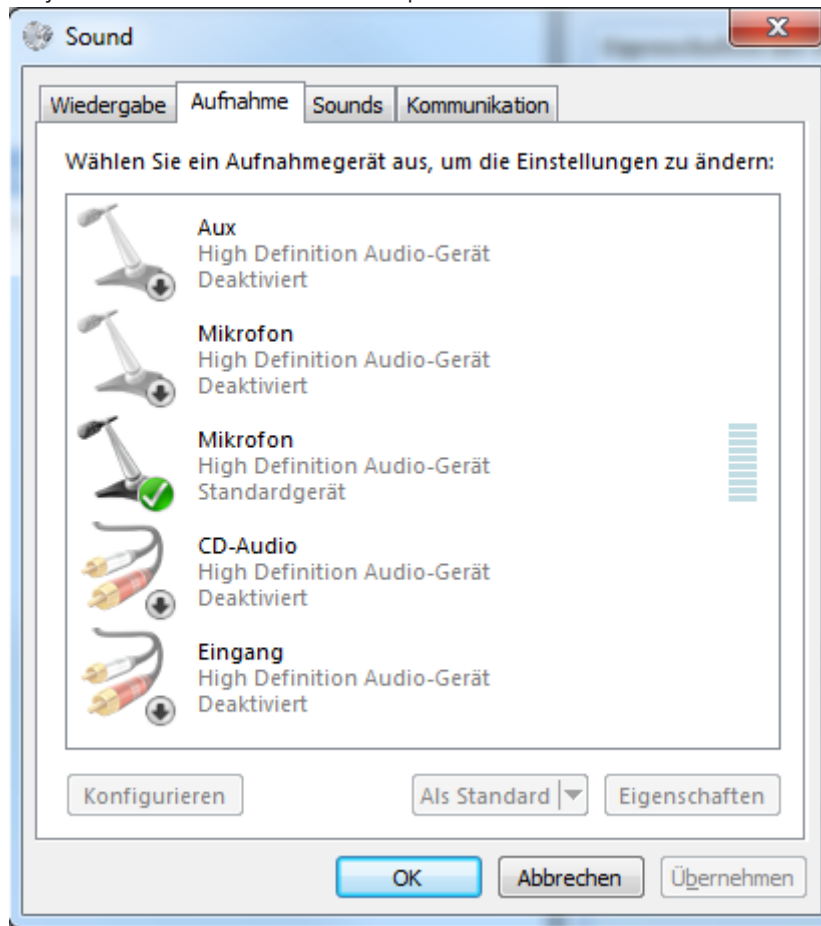 Sound
Wiedergabe Aufnahme Sounds Kommunikation
Wählen Sie ein Aufnahmegerät aus, um die Einstellungen zu ändern:
Aux
High Definition Audio-Gerät
Deaktiviert
Mikrofon
High Definition Audio-Gerät
Deaktiviert
Mikrofon
High Definition Audio-Gerät
Standardgerät
CD-Audio
High Definition Audio-Gerät
Deaktiviert
Eingang
High Definition Audio-Gerät
Deaktiviert
Konfigurieren Als Standard Eigenschaften
OK Abbrechen Übernehmen